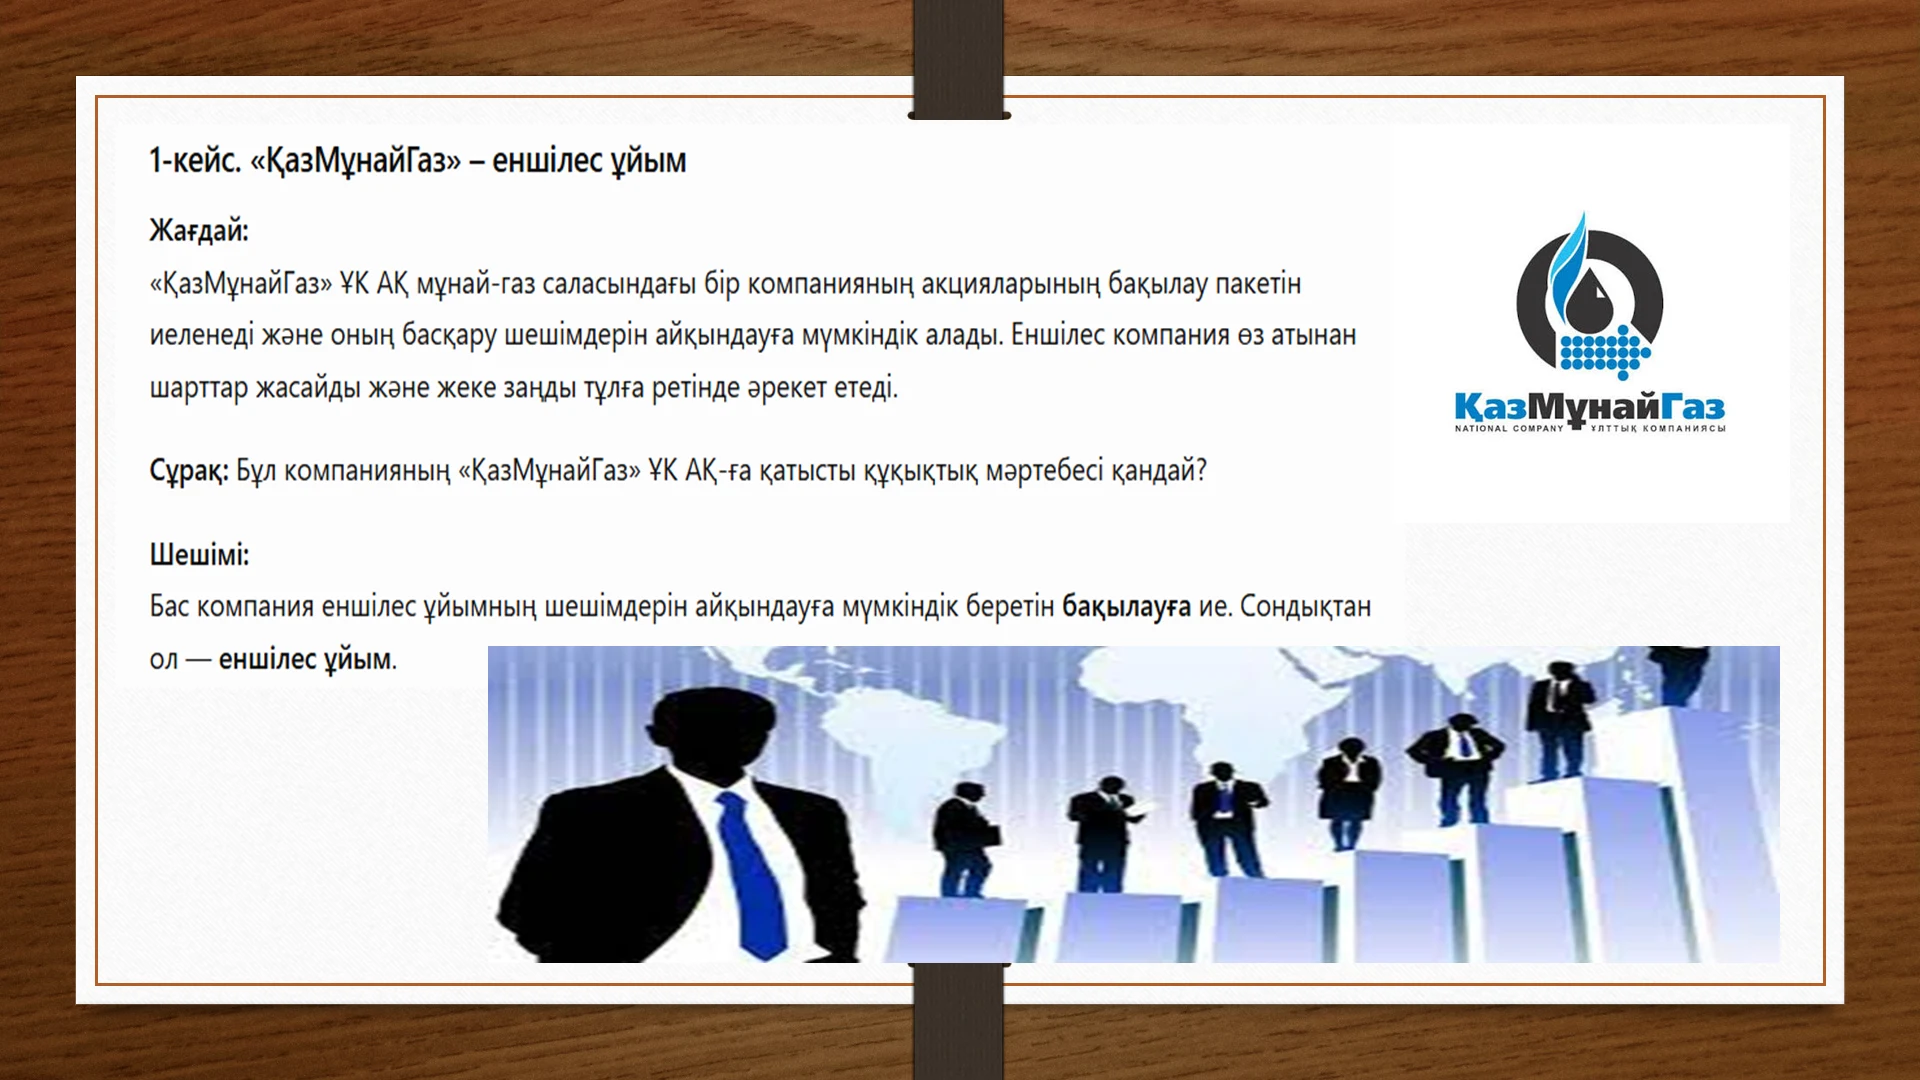 1-кейс. «ҚазМұнайГаз» – еншілес ұйым
Жағдай:
«ҚазМұнайГаз» ҰК АҚ мұнай-газ саласындағы бір компанияның акцияларының бақылау пакетін
иеленеді және оның басқару шешімдерін айқындауға мүмкіндік алады. Еншілес компания өз атынан
шарттар жасайды және жеке заңды тұлға ретінде әрекет етеді.
Сұрақ: Бұл компанияның «ҚазМұнайГаз» ҰК АҚ-ға қатысты құқықтық мәртебесі қандай?
Шешімі:
Бас компания еншілес ұйымның шешімдерін айқындауға мүмкіндік беретін бақылауға ие. Сондықтан
ол — еншілес ұйым.
ҚазМұнайГаз
NATIONAL COMPANY ҰЛТТЫҚ КОМПАНИЯСЫ